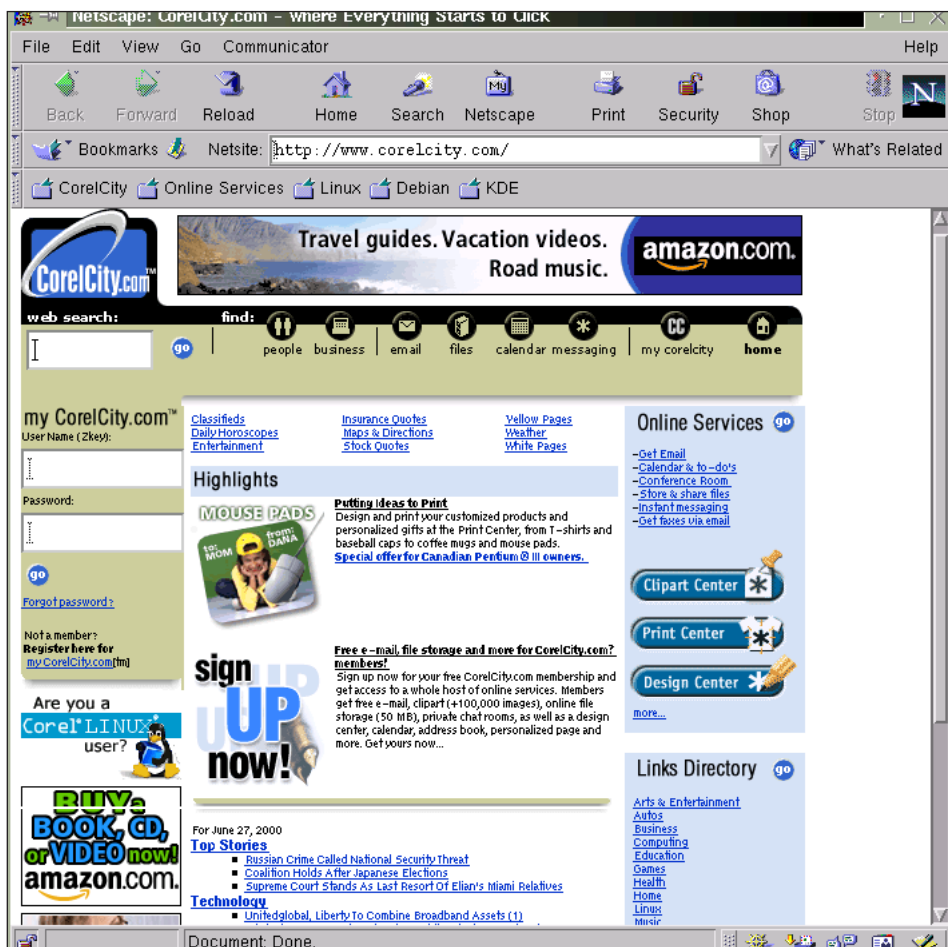 Netscape: CorelCity.com - Where Everything Starts to Click
File Edit View Go Communicator Help
Back Forward Reload Home Search Netscape Print Security Shop Stop
My
N
Bookmarks Netsite: http://www.corelcity.com/ What's Related
CorelCity Online Services Linux Debian KDE
CorelCity.com™
Travel guides. Vacation videos.
Road music.
amazon.com.
web search:
go
find:
people business email files calendar messaging my corelcity home
CC
my CorelCity.com™
User Name (Zkey):
Password:
go
Forgot password?
Not a member?
Register here for
my CorelCity.com[tm]
Are you a
Corel® LINUX®
user?
BUY a
BOOK, CD,
or VIDEO now!
amazon.com.
Classifieds Insurance Quotes Yellow Pages
Daily Horoscopes Maps & Directions Weather
Entertainment Stock Quotes White Pages
Highlights
MOUSE PADS
to:
MOM
from:
DANA
Putting Ideas to Print
Design and print your customized products and
personalized gifts at the Print Center, from T-shirts and
baseball caps to coffee mugs and mouse pads.
Special offer for Canadian Pentium® III owners.
sign
UP
now!
Free e-mail, file storage and more for CorelCity.com?
members!
Sign up now for your free CorelCity.com membership and
get access to a whole host of online services. Members
get free e-mail, clipart (+100,000 images), online file
storage (50 MB), private chat rooms, as well as a design
center, calendar, address book, personalized page and
more. Get yours now...
For June 27, 2000
Top Stories
Russian Crime Called National Security Threat
Coalition Holds After Japanese Elections
Supreme Court Stands As Last Resort Of Elian's Miami Relatives
Technology
Unitedglobal, Liberty To Combine Broadband Assets (1)
Online Services go
-Get Email
-Calendar & to-do's
-Conference Room
-Store & share files
-Instant messaging
-Get faxes via email
Clipart Center
Print Center
Design Center
more...
Links Directory go
Arts & Entertainment
Autos
Business
Computing
Education
Games
Health
Home
Linux
Music
Document: Done.